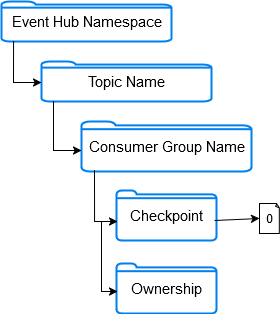 Event Hub Namespace
Topic Name
Consumer Group Name
Checkpoint
0
Ownership